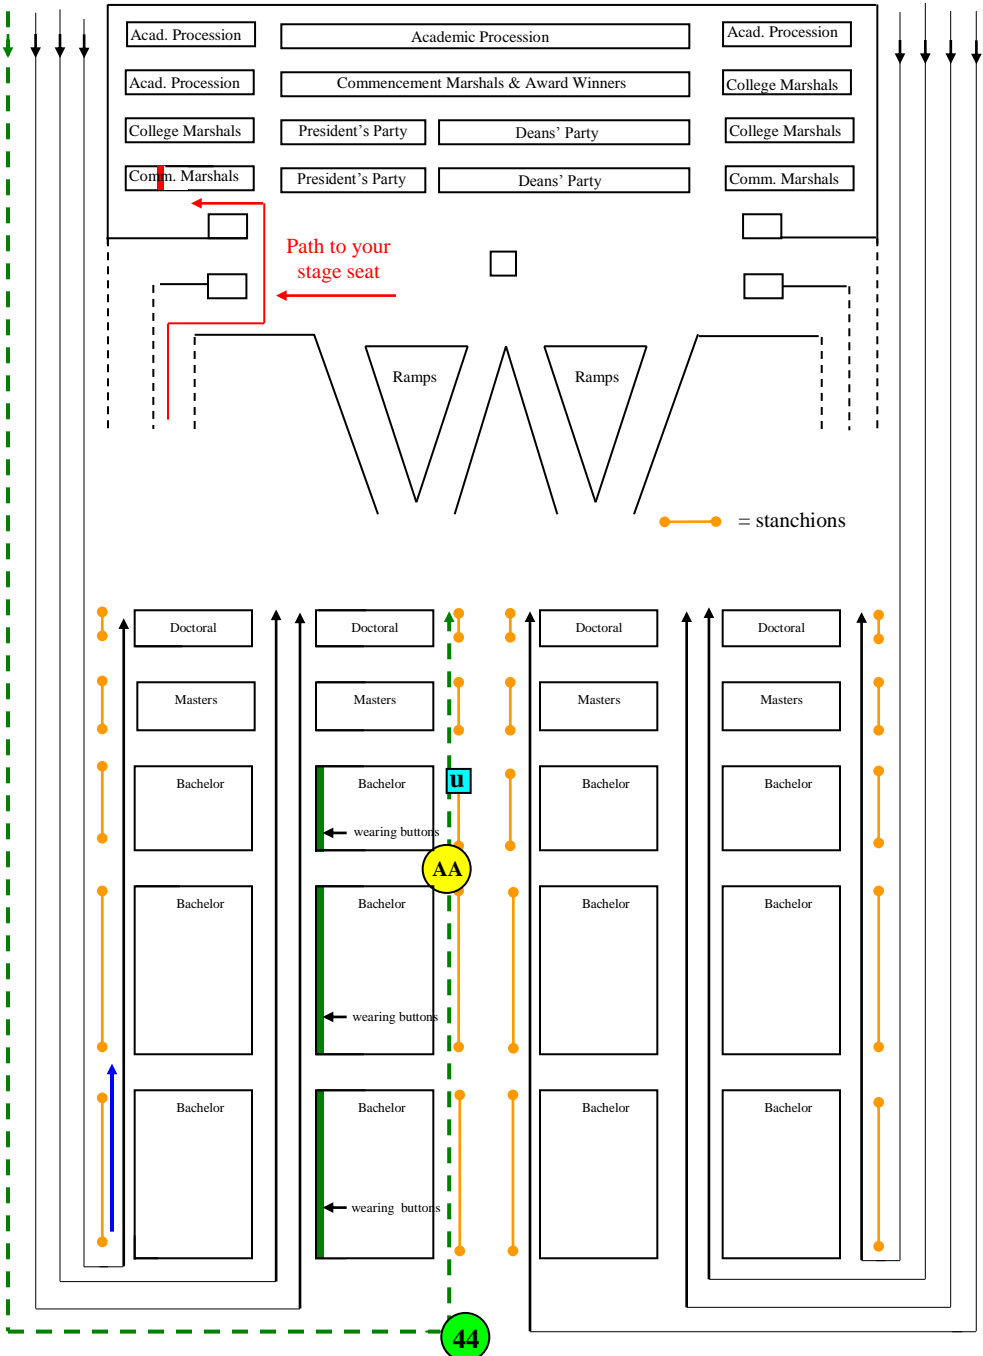 Acad. Procession
Academic Procession
Acad. Procession
Acad. Procession
Commencement Marshals & Award Winners
College Marshals
College Marshals
President's Party
Deans' Party
College Marshals
Comm. Marshals
President's Party
Deans' Party
Comm. Marshals
Path to your
stage seat
Ramps
Ramps
= stanchions
Doctoral
Doctoral
Doctoral
Doctoral
Masters
Masters
Masters
Masters
Bachelor
Bachelor
u
Bachelor
Bachelor
wearing buttons
AA
Bachelor
Bachelor
Bachelor
Bachelor
wearing buttons
Bachelor
Bachelor
Bachelor
Bachelor
wearing buttons
44